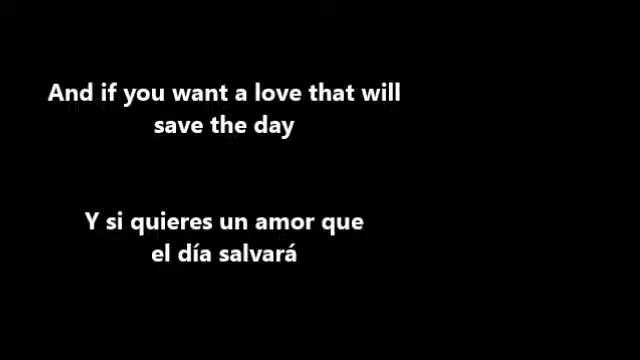 And if you want a love that will
save the day
Y si quieres un amor que
el día salvará